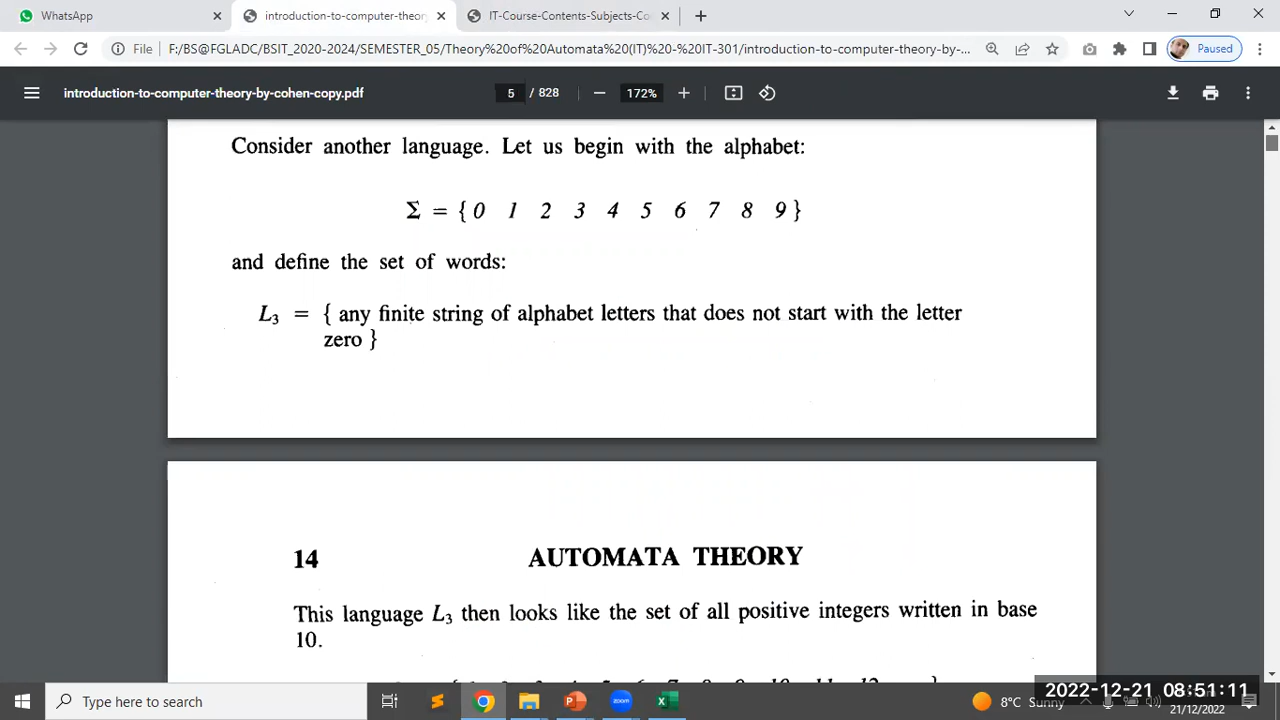 WhatsApp
introduction-to-computer-theory
IT-Course-Contents-Subjects-Co
File
F:/BS@FGLADC/BSIT_2020-2024/SEMESTER_05/Theory%20of%20Automata%20(IT)%20-%20IT-301/introduction-to-computer-theory-by-...
Paused
introduction-to-computer-theory-by-cohen-copy.pdf
5 / 828
172%
Consider another language. Let us begin with the alphabet:
Σ = { 0 1 2 3 4 5 6 7 8 9 }
and define the set of words:
L3 = { any finite string of alphabet letters that does not start with the letter
zero }
14 AUTOMATA THEORY
This language L3 then looks like the set of all positive integers written in base
10.
Type here to search
zoom
8°C Sunny
2022-12-21 08:51:11
21/12/2022